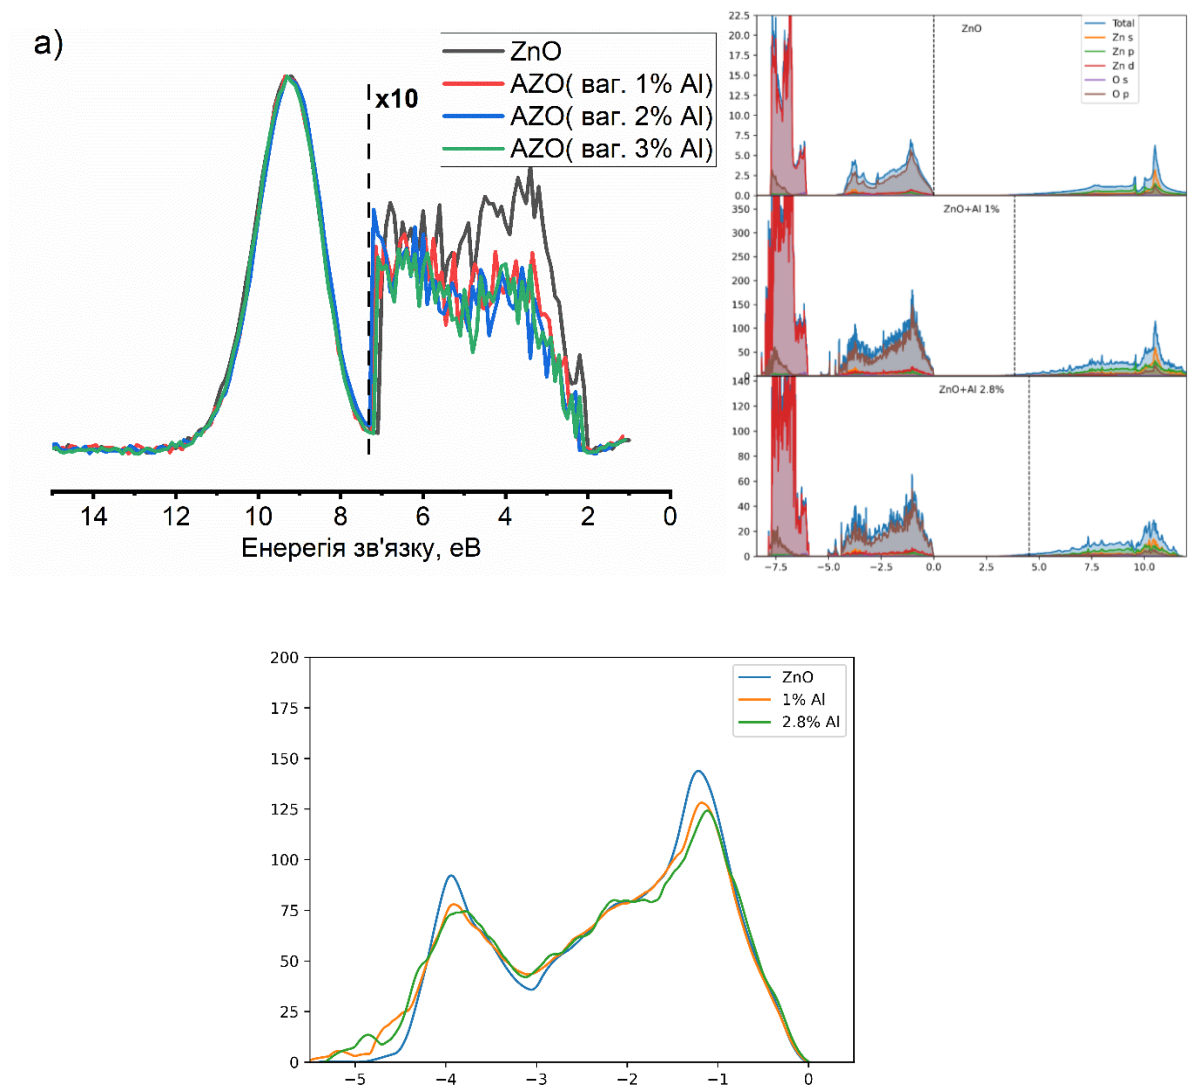 a)
ZnO
AZO( ваг. 1% Al)
AZO( ваг. 2% Al)
AZO( ваг. 3% Al)
x10
14 12 10 8 6 4 2 0
Енерегія зв'язку, еВ
22.5
20.0
17.5
15.0
12.5
10.0
7.5
5.0
2.5
0.0
ZnO
Total
Zn s
Zn p
Zn d
O s
O p
350
300
250
200
150
100
50
0
ZnO+Al 1%
140
120
100
80
60
40
20
0
ZnO+Al 2.8%
−7.5 −5.0 −2.5 0.0 2.5 5.0 7.5 10.0
200
175
150
125
100
75
50
25
0
ZnO
1% Al
2.8% Al
−5 −4 −3 −2 −1 0